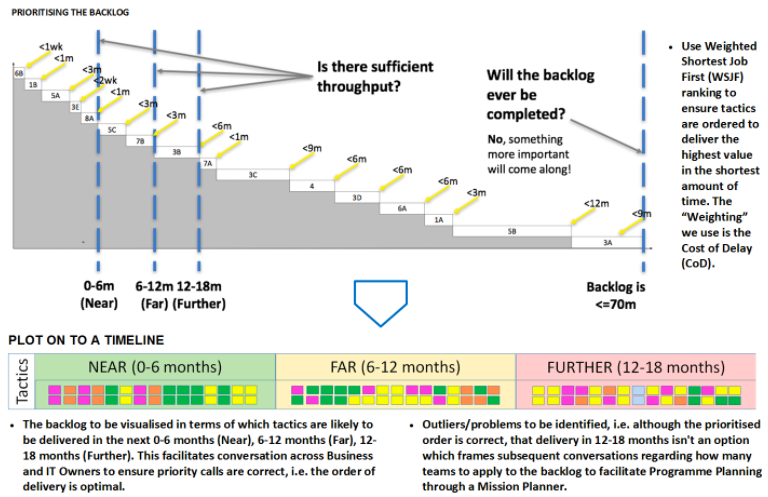 PRIORITISING THE BACKLOG
<1wk
6B
<1m
1B
<3m
5A
<2wk
3E
<1m
8A
<3m
5C
<3m
7B
<6m
3B
<1m
7A
<9m
3C
<6m
4
<6m
3D
<6m
6A
<3m
1A
<12m
5B
<9m
3A
Is there sufficient
throughput?
Will the backlog
ever be
completed?
No, something
more important
will come along!
0-6m
(Near)
6-12m
(Far)
12-18m
(Further)
Backlog is
<=70m
• Use Weighted
Shortest Job
First (WSJF)
ranking to
ensure tactics
are ordered to
deliver the
highest value
in the shortest
amount of
time. The
“Weighting”
we use is the
Cost of Delay
(CoD).
PLOT ON TO A TIMELINE
Tactics
NEAR (0-6 months)
FAR (6-12 months)
FURTHER (12-18 months)
• The backlog to be visualised in terms of which tactics are likely to
be delivered in the next 0-6 months (Near), 6-12 months (Far), 12-
18 months (Further). This facilitates conversation across Business
and IT Owners to ensure priority calls are correct, i.e. the order of
delivery is optimal.
• Outliers/problems to be identified, i.e. although the prioritised
order is correct, that delivery in 12-18 months isn't an option
which frames subsequent conversations regarding how many
teams to apply to the backlog to facilitate Programme Planning
through a Mission Planner.